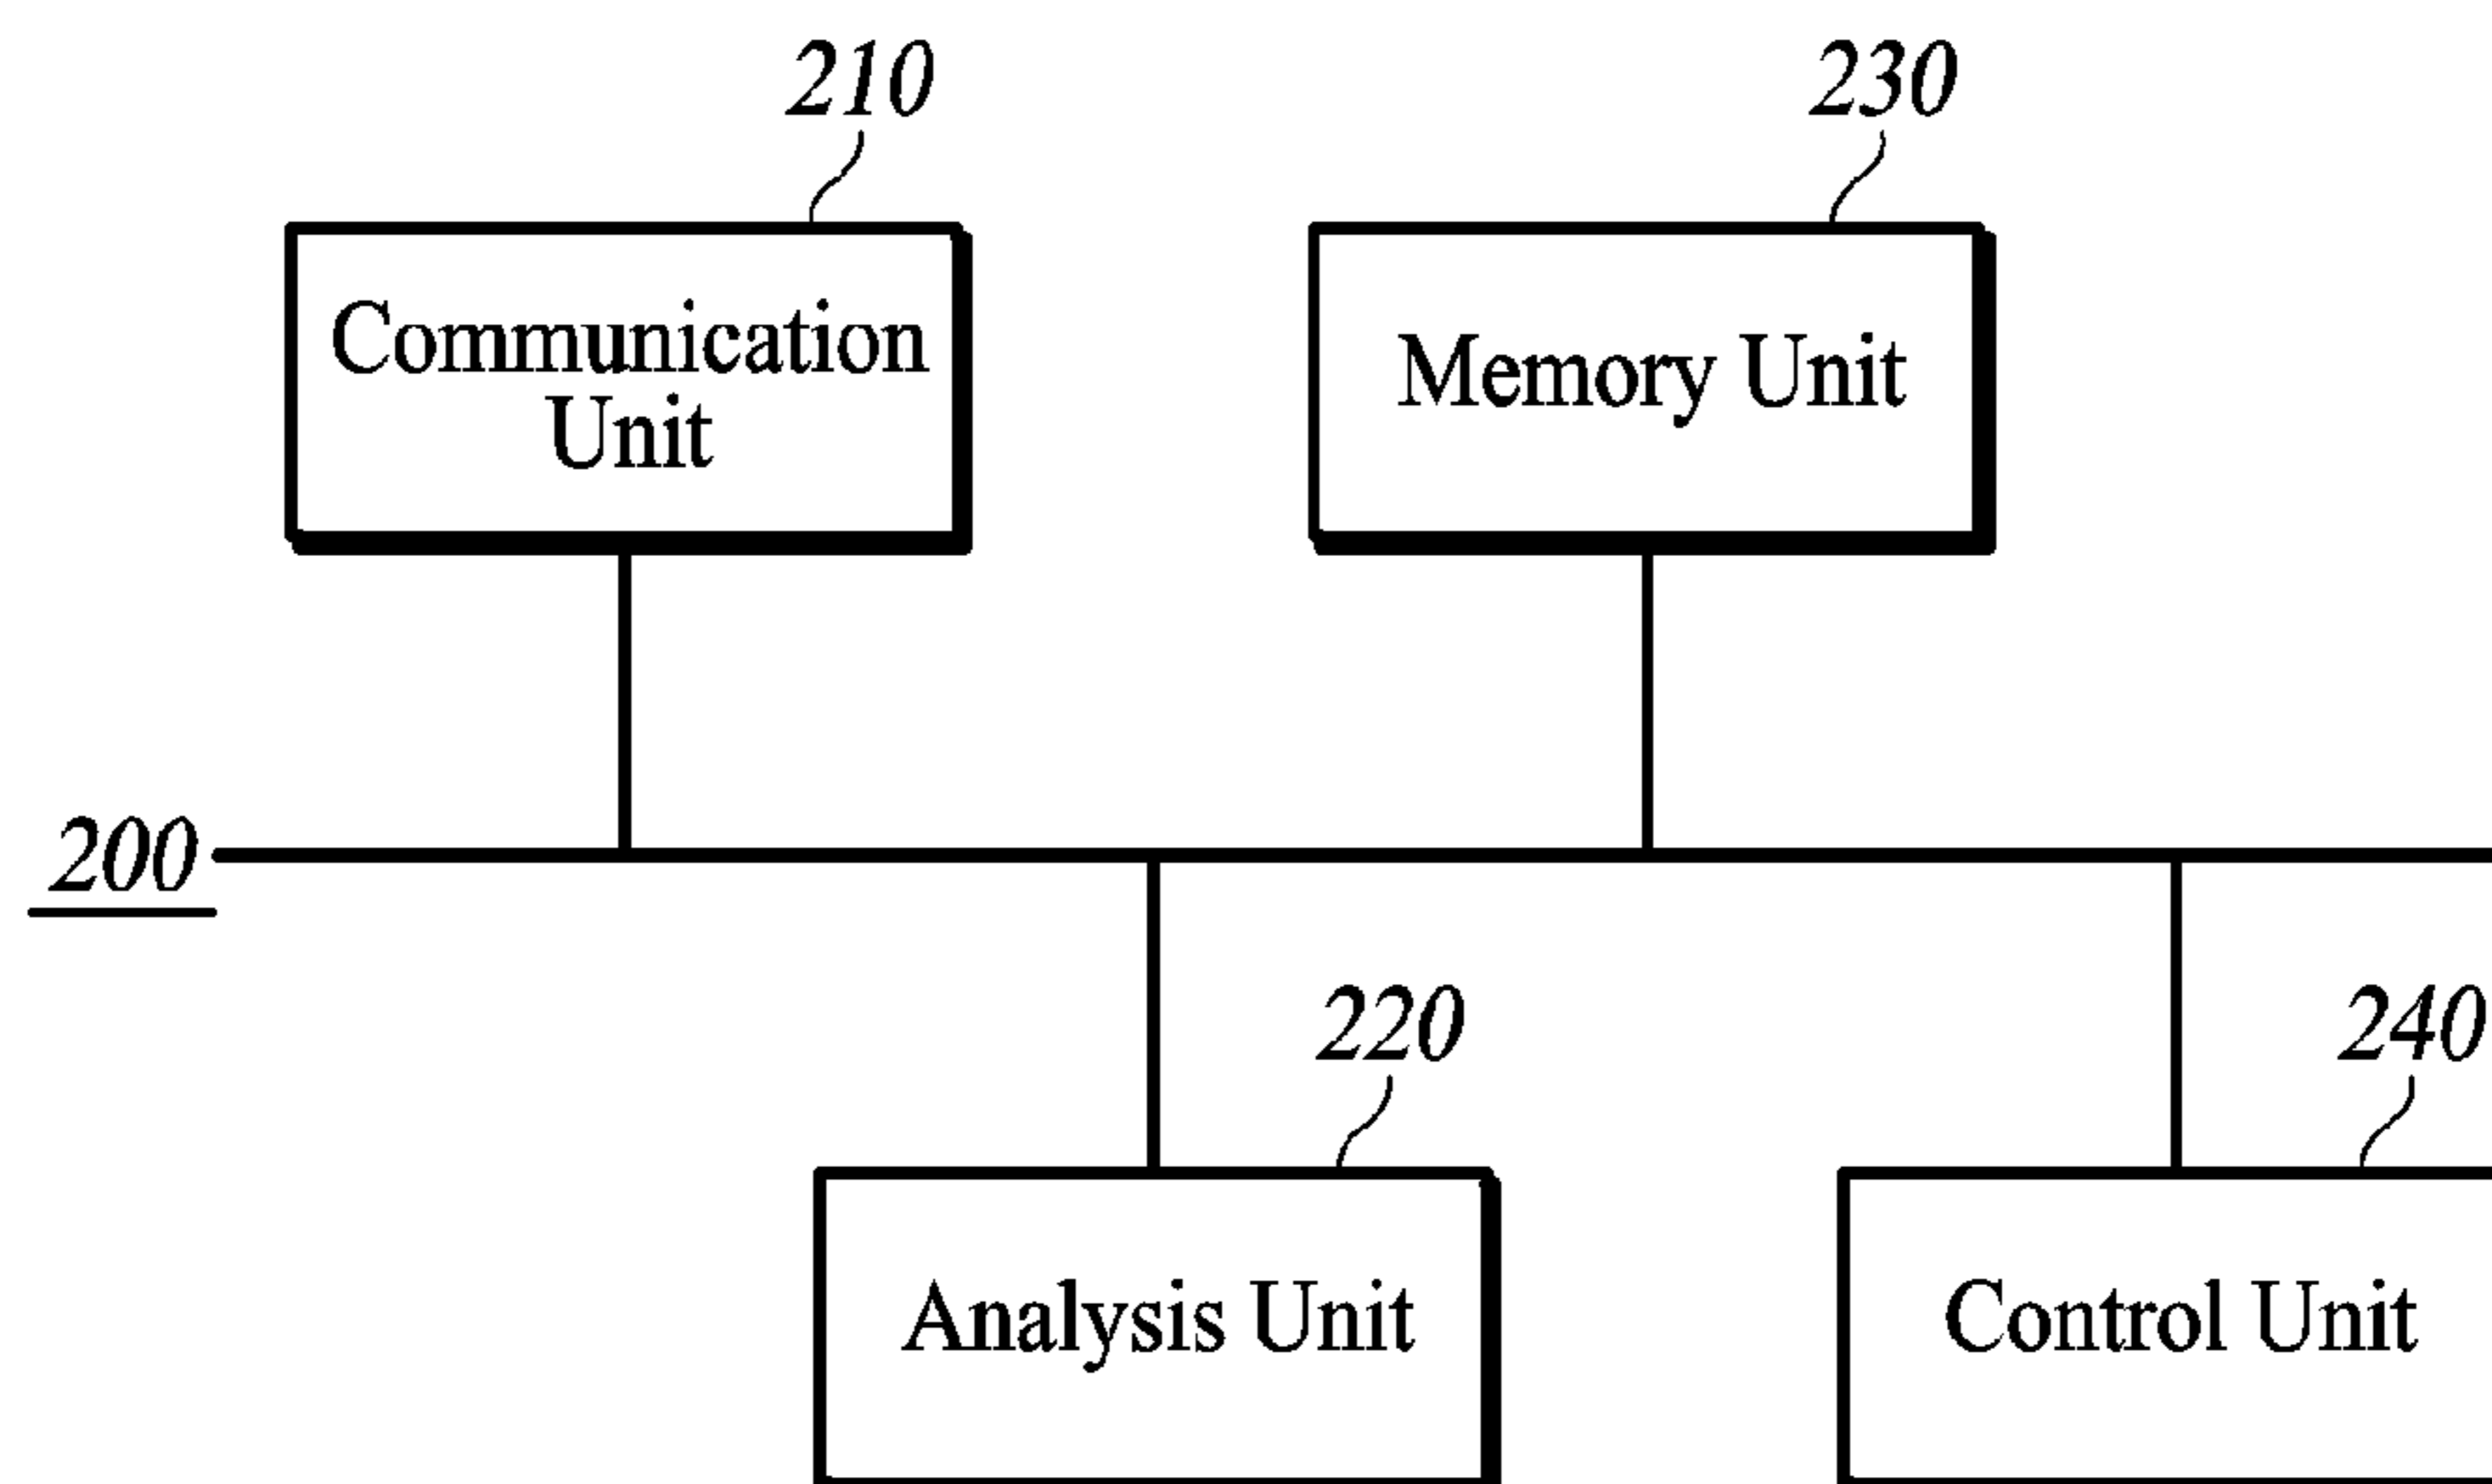 210
230
Communication
Unit
Memory Unit
200
220
240
Analysis Unit
Control Unit